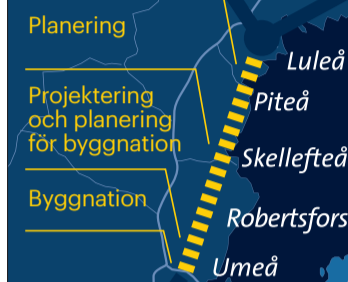 Planering
Luleå
Piteå
Projektering
och planering
för byggnation
Skellefteå
Byggnation
Robertsfors
Umeå